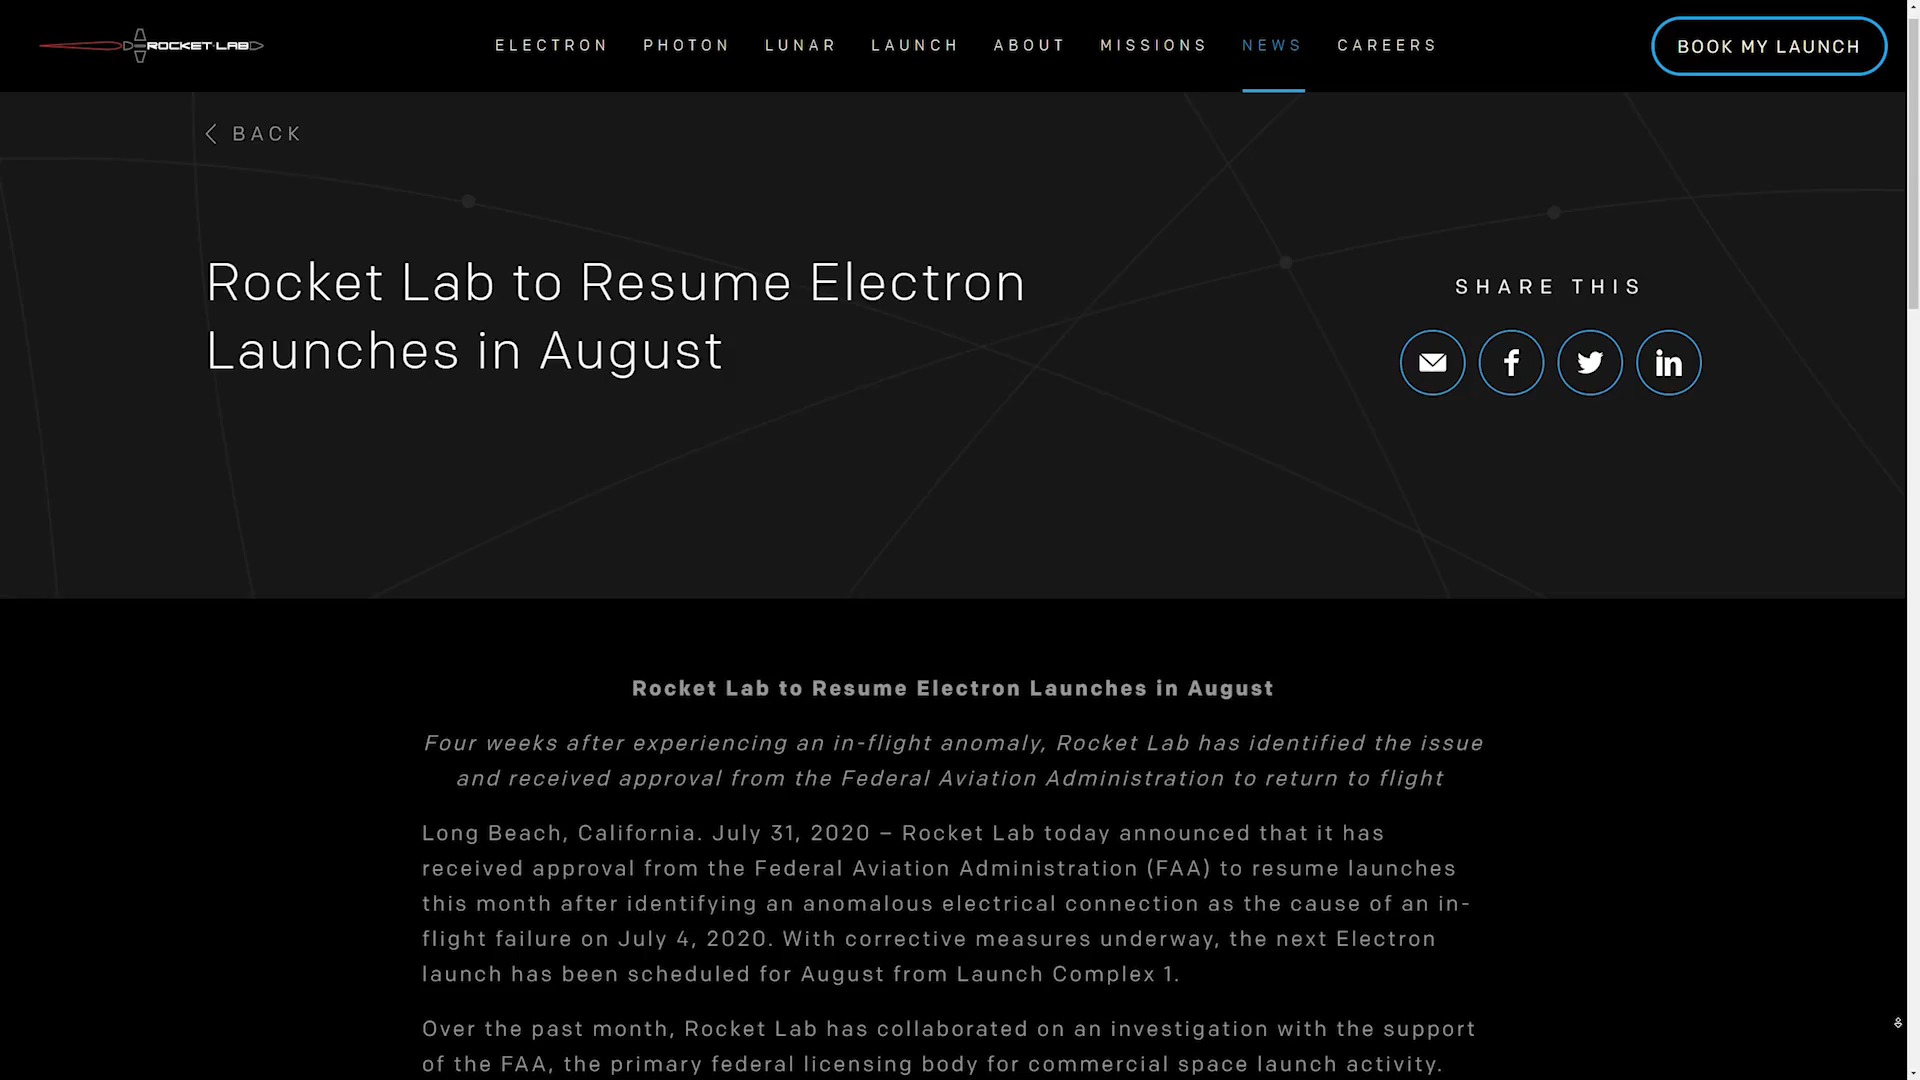 ROCKET LAB
ELECTRON PHOTON LUNAR LAUNCH ABOUT MISSIONS NEWS CAREERS
BOOK MY LAUNCH
BACK
Rocket Lab to Resume Electron
Launches in August
SHARE THIS
Rocket Lab to Resume Electron Launches in August
Four weeks after experiencing an in-flight anomaly, Rocket Lab has identified the issue
and received approval from the Federal Aviation Administration to return to flight
Long Beach, California. July 31, 2020 – Rocket Lab today announced that it has
received approval from the Federal Aviation Administration (FAA) to resume launches
this month after identifying an anomalous electrical connection as the cause of an in-
flight failure on July 4, 2020. With corrective measures underway, the next Electron
launch has been scheduled for August from Launch Complex 1.
Over the past month, Rocket Lab has collaborated on an investigation with the support
of the FAA, the primary federal licensing body for commercial space launch activity.